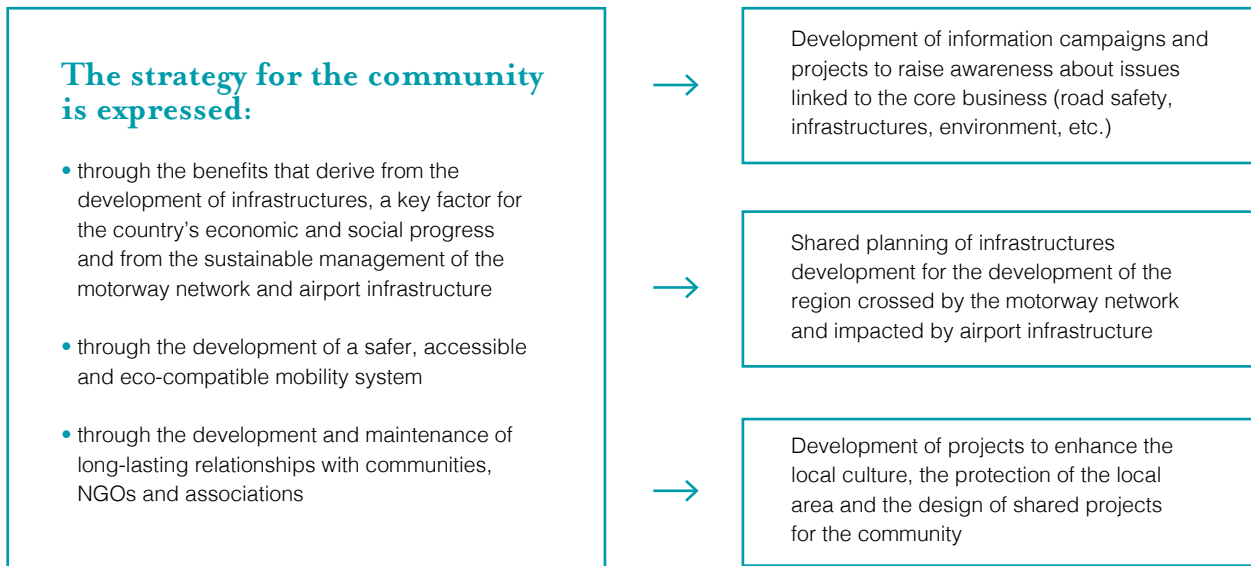 The strategy for the community
is expressed:
• through the benefits that derive from the
development of infrastructures, a key factor for
the country’s economic and social progress
and from the sustainable management of the
motorway network and airport infrastructure
• through the development of a safer, accessible
and eco-compatible mobility system
• through the development and maintenance of
long-lasting relationships with communities,
NGOs and associations
Development of information campaigns and
projects to raise awareness about issues
linked to the core business (road safety,
infrastructures, environment, etc.)
Shared planning of infrastructures
development for the development of the
region crossed by the motorway network
and impacted by airport infrastructure
Development of projects to enhance the
local culture, the protection of the local
area and the design of shared projects
for the community